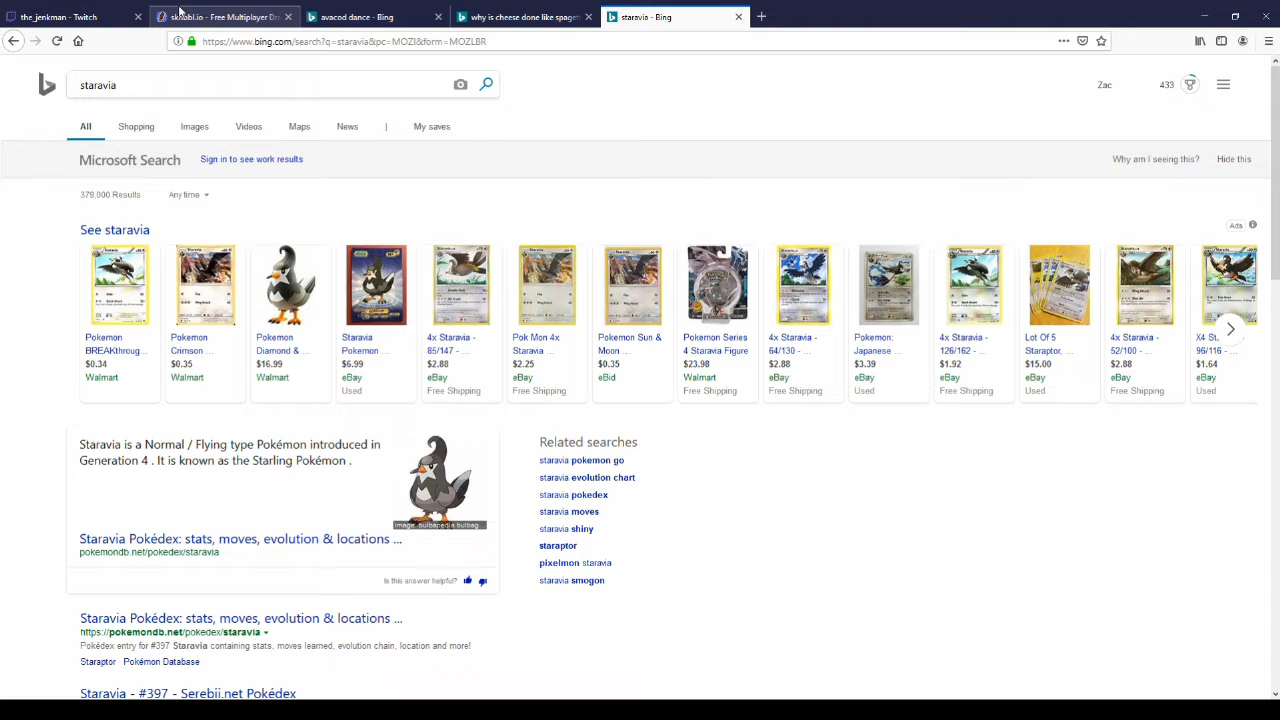 the_jenkman - Twitch
skribbl.io - Free Multiplayer Dr
avacod dance - Bing
why is cheese done like spaget
staravia - Bing
https://www.bing.com/search?q=staravia&pc=MOZI&form=MOZLBR
staravia
Zac
433
All
Shopping
Images
Videos
Maps
News
|
My saves
Microsoft Search
Sign in to see work results
Why am I seeing this?
Hide this
379,000 Results
Any time
See staravia
Ads
Pokemon BREAKthroug...
$0.34
Walmart
Pokemon Crimson ...
$0.35
Walmart
Pokemon Diamond & ...
$16.99
Walmart
Staravia Pokemon ...
$6.99
eBay
Used
4x Staravia - 85/147 - ...
$2.88
eBay
Free Shipping
Pok Mon 4x Staravia ...
$2.25
eBay
Free Shipping
Pokemon Sun & Moon ...
$0.35
eBid
Pokemon Series 4 Staravia Figure
$23.98
Walmart
Free Shipping
4x Staravia - 64/130 - ...
$2.88
eBay
Free Shipping
Pokemon: Japanese ...
$3.39
eBay
Used
4x Staravia - 126/162 - ...
$1.92
eBay
Free Shipping
Lot Of 5 Staraptor, ...
$15.00
eBay
Used
4x Staravia - 52/100 - ...
$2.88
eBay
Free Shipping
X4 St
96/116 - ...
$1.64
eBay
Used
Staravia is a Normal / Flying type Pokémon introduced in
Generation 4 . It is known as the Starling Pokémon .
Image: bulbapedia.bulbag...
Staravia Pokédex: stats, moves, evolution & locations ...
pokemondb.net/pokedex/staravia
Is this answer helpful?
Related searches
staravia pokemon go
staravia evolution chart
staravia pokedex
staravia moves
staravia shiny
staraptor
pixelmon staravia
staravia smogon
Staravia Pokédex: stats, moves, evolution & locations ...
https://pokemondb.net/pokedex/staravia
Pokédex entry for #397 Staravia containing stats, moves learned, evolution chain, location and more!
Staraptor Pokémon Database
Staravia - #397 - Serebii.net Pokédex